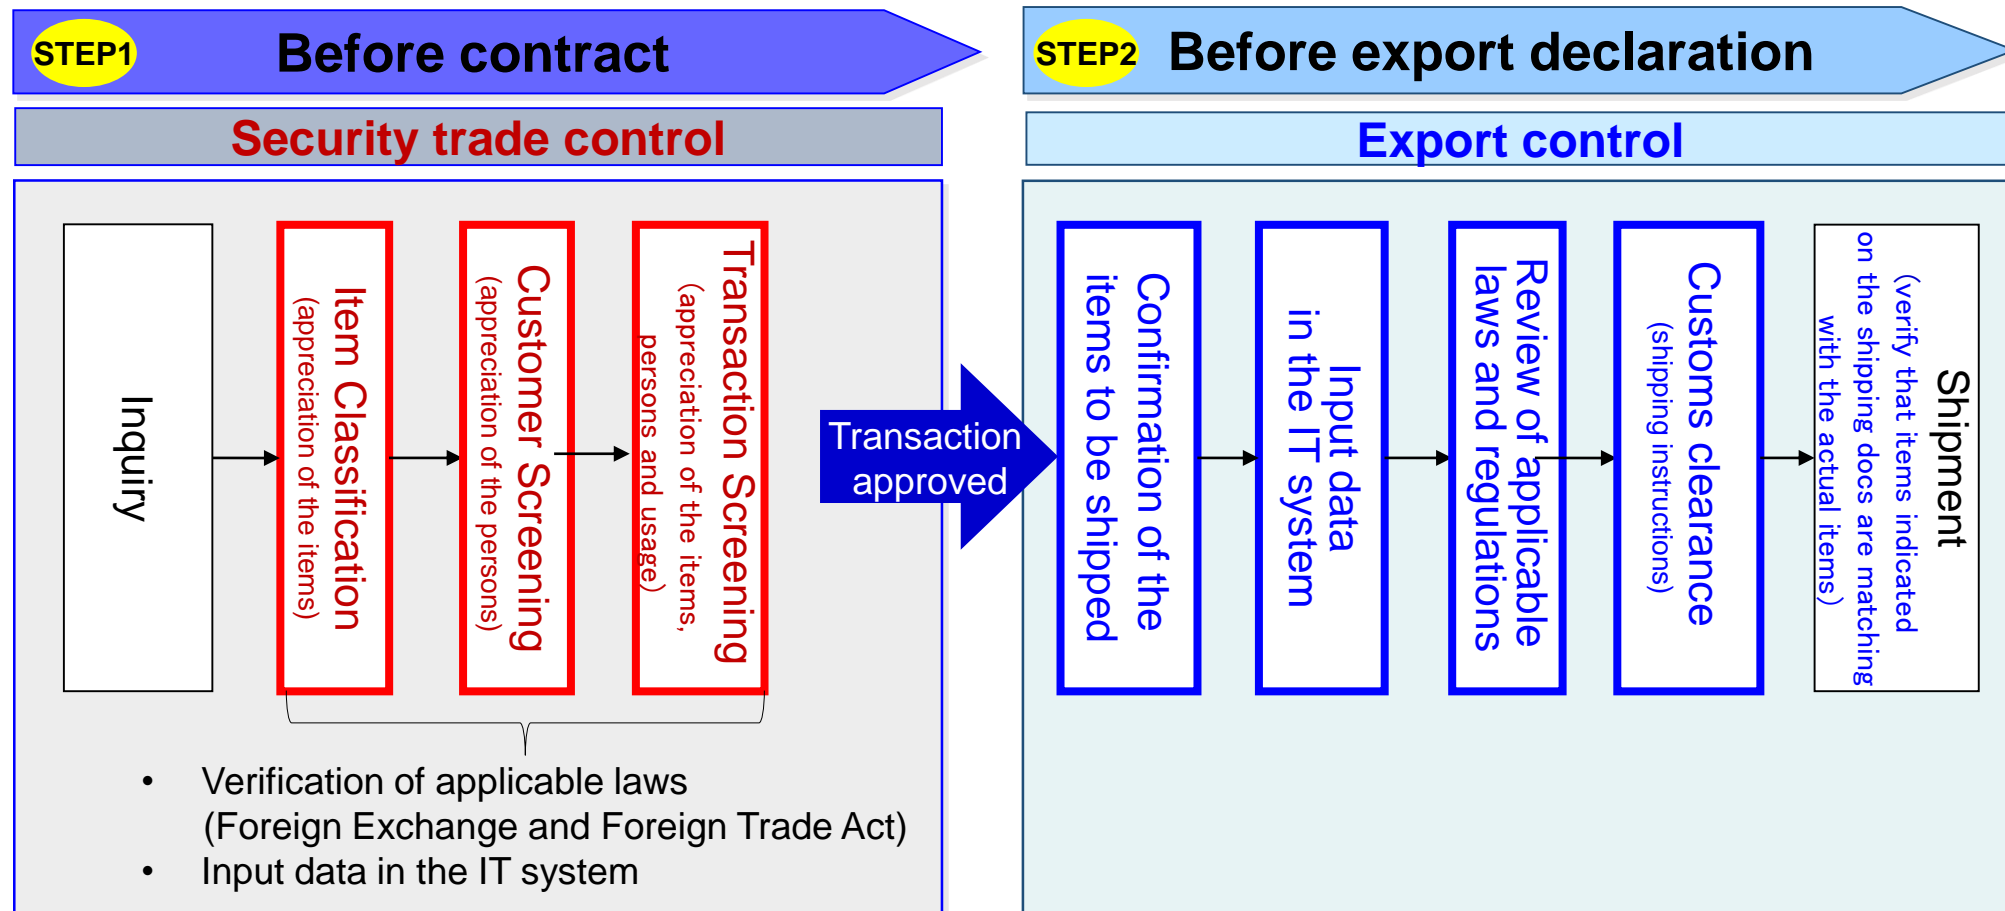 STEP1
Before contract
STEP2
Before export declaration
Security trade control
Export control
Inquiry
Item Classification
(appreciation of the items)
Customer Screening
(appreciation of the persons)
Transaction Screening
(appreciation of the items,
persons and usage)
Transaction
approved
Confirmation of the
items to be shipped
Input data
in the IT system
Review of applicable
laws and regulations
Customs clearance
(shipping instructions)
Shipment
(verify that items indicated
on the shipping docs are matching
with the actual items)
• Verification of applicable laws
(Foreign Exchange and Foreign Trade Act)
• Input data in the IT system